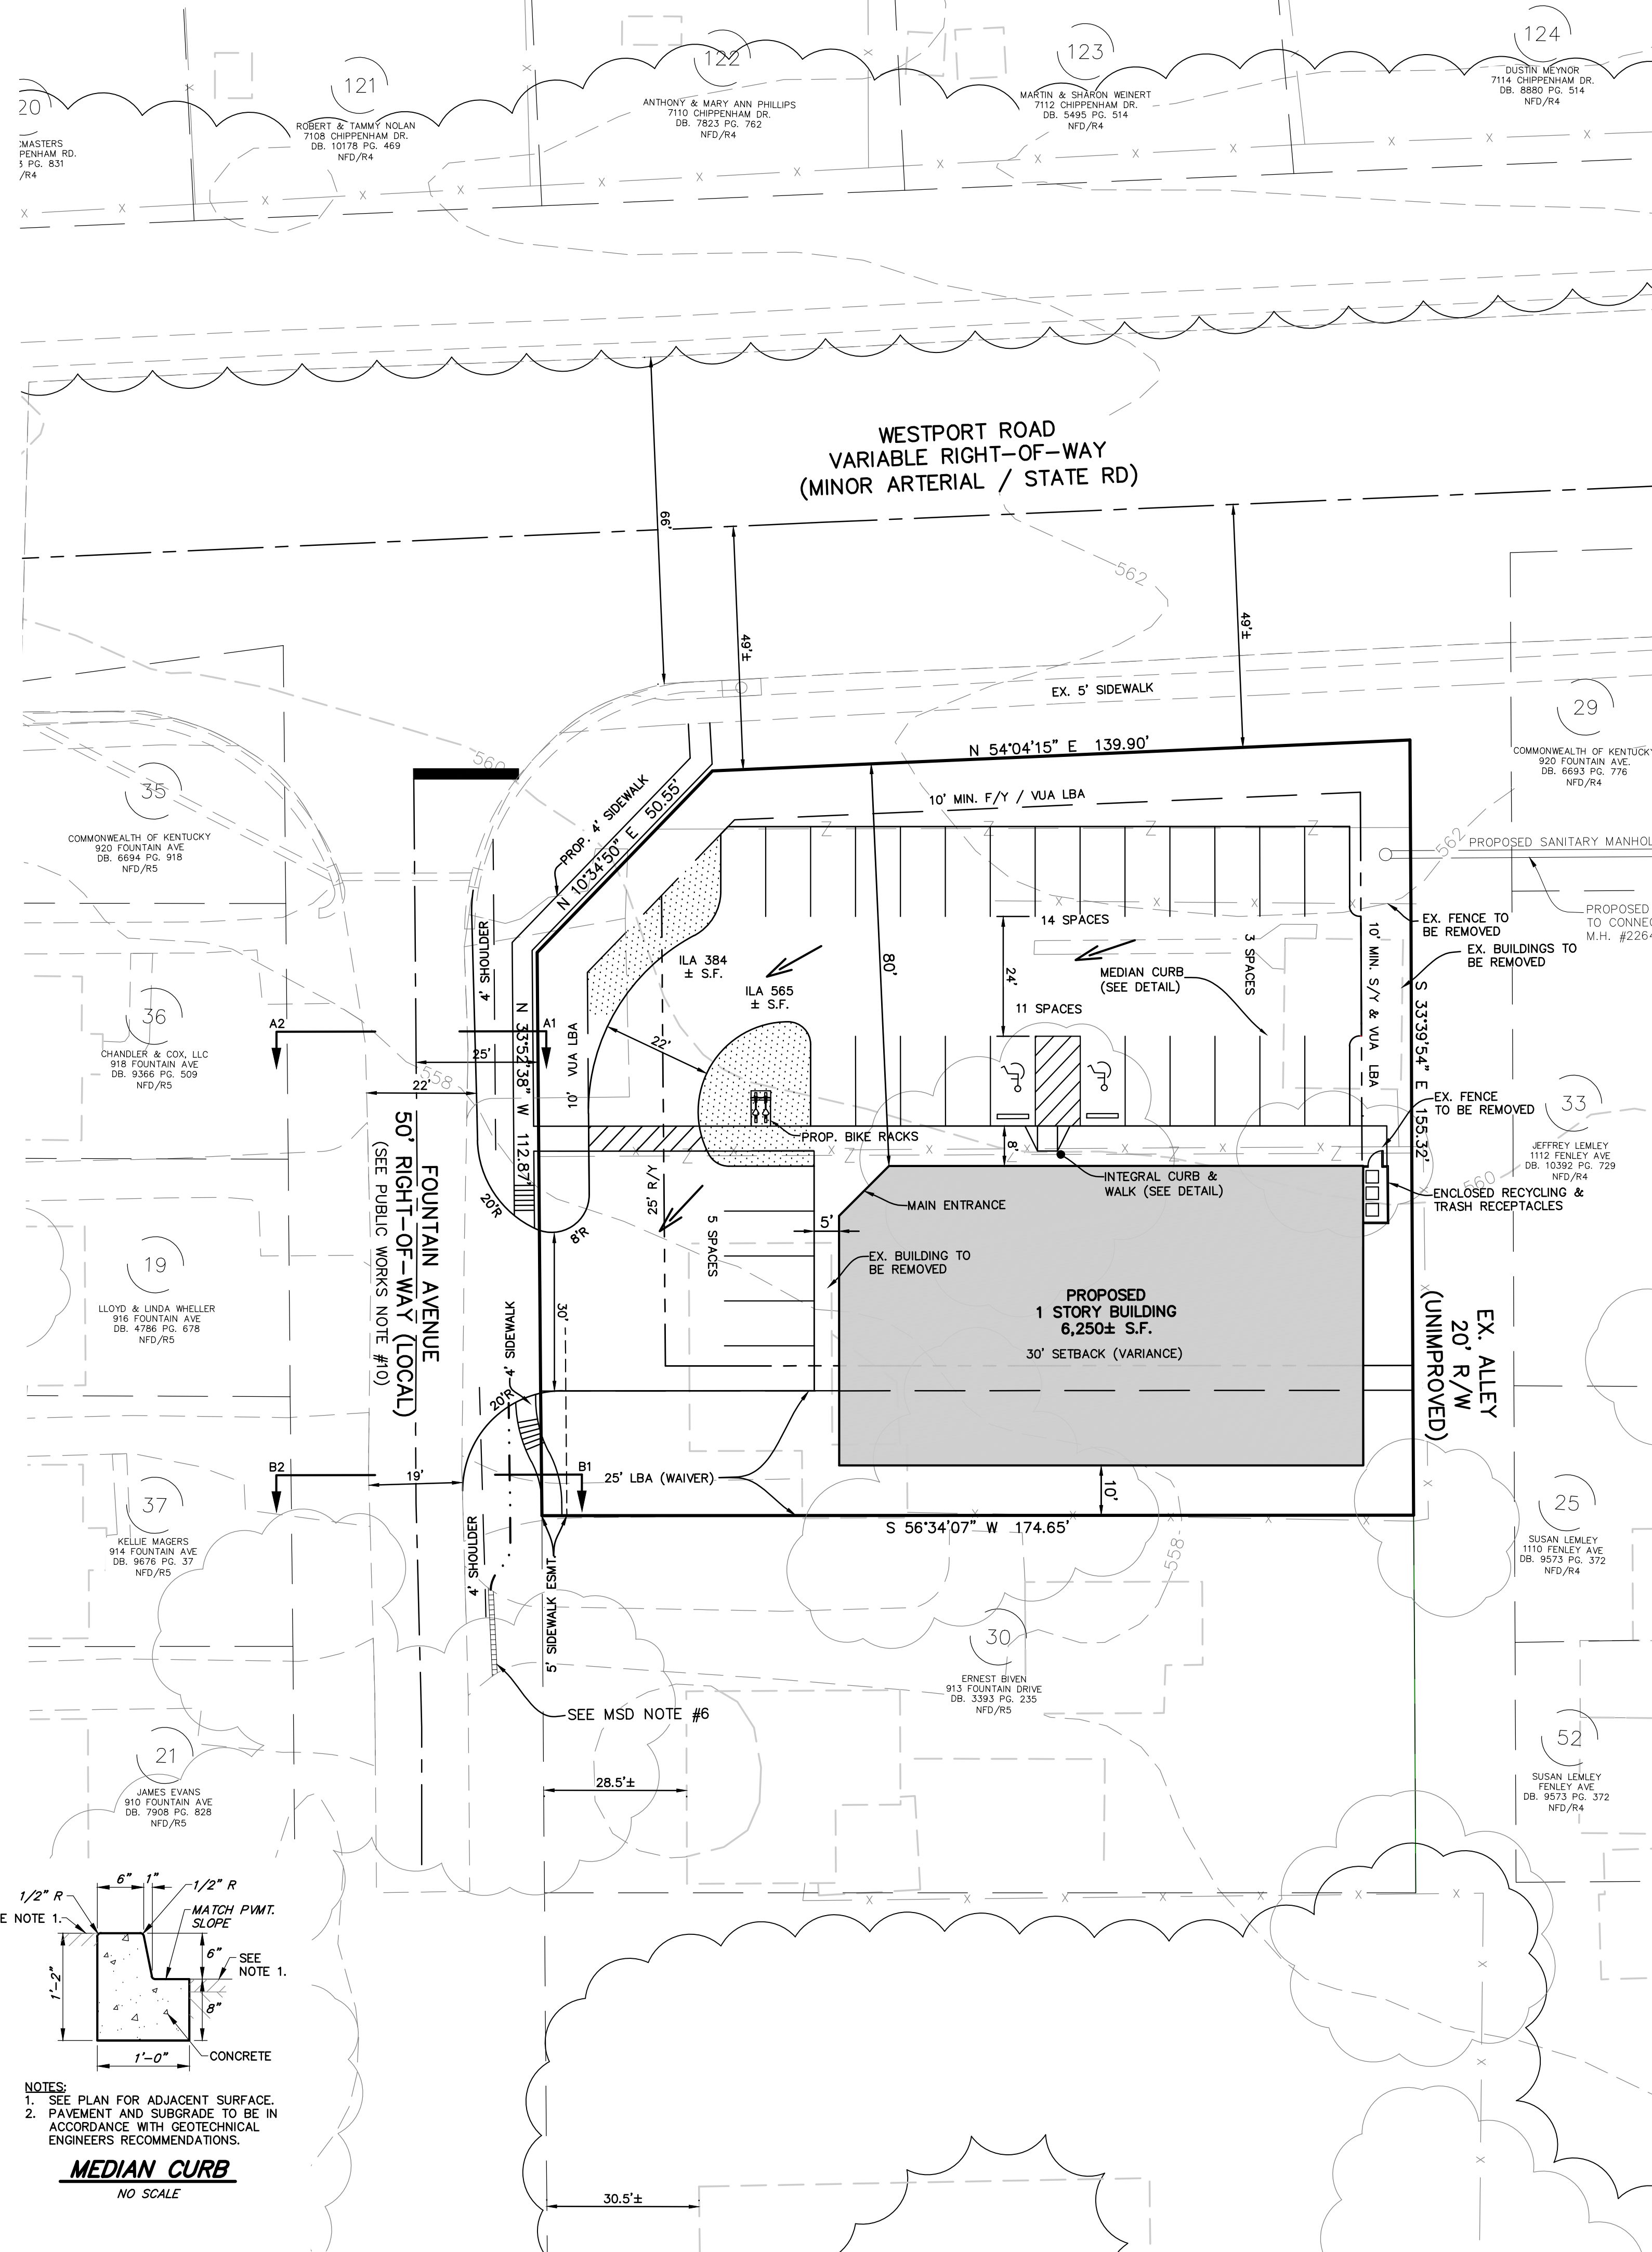 20
CMASTERS
PENHAM RD.
PG. 831
/R4
121
ROBERT & TAMMY NOLAN
7108 CHIPPENHAM DR.
DB. 10178 PG. 469
NFD/R4
122
ANTHONY & MARY ANN PHILLIPS
7110 CHIPPENHAM DR.
DB. 7823 PG. 762
NFD/R4
123
MARTIN & SHARON WEINERT
7112 CHIPPENHAM DR.
DB. 5495 PG. 514
NFD/R4
124
DUSTIN MEYNOR
7114 CHIPPENHAM DR.
DB. 8880 PG. 514
NFD/R4
WESTPORT ROAD
VARIABLE RIGHT-OF-WAY
(MINOR ARTERIAL / STATE RD)
66'
49'±
49'±
562
EX. 5' SIDEWALK
N 54°04'15" E 139.90'
560
PROP. 4' SIDEWALK
N 10°34'50" E 50.55'
10' MIN. F/Y / VUA LBA
29
COMMONWEALTH OF KENTUCKY
920 FOUNTAIN AVE.
DB. 6693 PG. 776
NFD/R4
562
PROPOSED SANITARY MANHOL
PROPOSED
TO CONNEC
M.H. #2264
35
COMMONWEALTH OF KENTUCKY
920 FOUNTAIN AVE
DB. 6694 PG. 918
NFD/R5
4' SHOULDER
ILA 384
± S.F.
ILA 565
± S.F.
80'
14 SPACES
24'
11 SPACES
MEDIAN CURB
(SEE DETAIL)
3 SPACES
10' MIN. S/Y & VUA LBA
EX. FENCE TO
BE REMOVED
EX. BUILDINGS TO
BE REMOVED
S 33°39'54" E 155.32'
36
CHANDLER & COX, LLC
918 FOUNTAIN AVE
DB. 9366 PG. 509
NFD/R5
A2
A1
25'
22'
558
N 33°52'38" W 112.87'
10' VUA LBA
22'
PROP. BIKE RACKS
8'
INTEGRAL CURB &
WALK (SEE DETAIL)
MAIN ENTRANCE
EX. FENCE
TO BE REMOVED
33
JEFFREY LEMLEY
1112 FENLEY AVE
DB. 10392 PG. 729
NFD/R4
560
ENCLOSED RECYCLING &
TRASH RECEPTACLES
FOUNTAIN AVENUE
50' RIGHT-OF-WAY (LOCAL)
(SEE PUBLIC WORKS NOTE #10)
20'R
8'R
25' R/Y
5 SPACES
5'
EX. BUILDING TO
BE REMOVED
PROPOSED
1 STORY BUILDING
6,250± S.F.
30' SETBACK (VARIANCE)
EX. ALLEY
20' R/W
(UNIMPROVED)
19
LLOYD & LINDA WHELLER
916 FOUNTAIN AVE
DB. 4786 PG. 678
NFD/R5
30'
4' SIDEWALK
20'R
B2
B1
19'
25' LBA (WAIVER)
10'
S 56°34'07" W 174.65'
37
KELLIE MAGERS
914 FOUNTAIN AVE
DB. 9676 PG. 37
NFD/R5
4' SHOULDER
5' SIDEWALK ESMT
558
25
SUSAN LEMLEY
1110 FENLEY AVE
DB. 9573 PG. 372
NFD/R4
30
ERNEST BIVEN
913 FOUNTAIN DRIVE
DB. 3393 PG. 235
NFD/R5
SEE MSD NOTE #6
21
JAMES EVANS
910 FOUNTAIN AVE
DB. 7908 PG. 828
NFD/R5
28.5'±
52
SUSAN LEMLEY
FENLEY AVE
DB. 9573 PG. 372
NFD/R4
6"
1"
1/2" R
1/2" R
E NOTE 1.
MATCH PVMT.
SLOPE
6"
SEE
NOTE 1.
1'-2"
8"
1'-0"
CONCRETE
NOTES:
1. SEE PLAN FOR ADJACENT SURFACE.
2. PAVEMENT AND SUBGRADE TO BE IN
ACCORDANCE WITH GEOTECHNICAL
ENGINEERS RECOMMENDATIONS.
MEDIAN CURB
NO SCALE
30.5'±